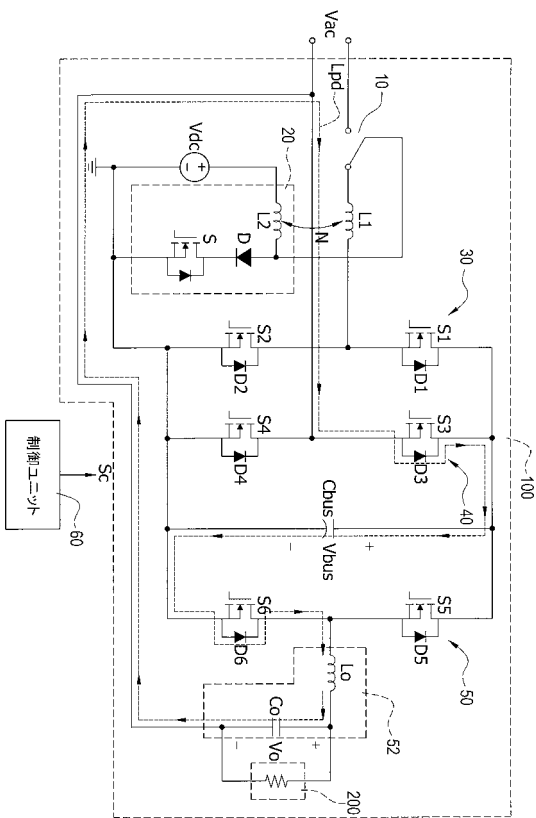 Vac
Lpd
10
100
Vdc
+
−
20
L2
N
L1
S
D
30
S1
D1
S2
D2
S3
D3
40
S4
D4
Cbus
Vbus
+
−
S5
D5
50
S6
D6
Lo
52
Co
Vo
+
−
200
Sc
制御ユニット
60